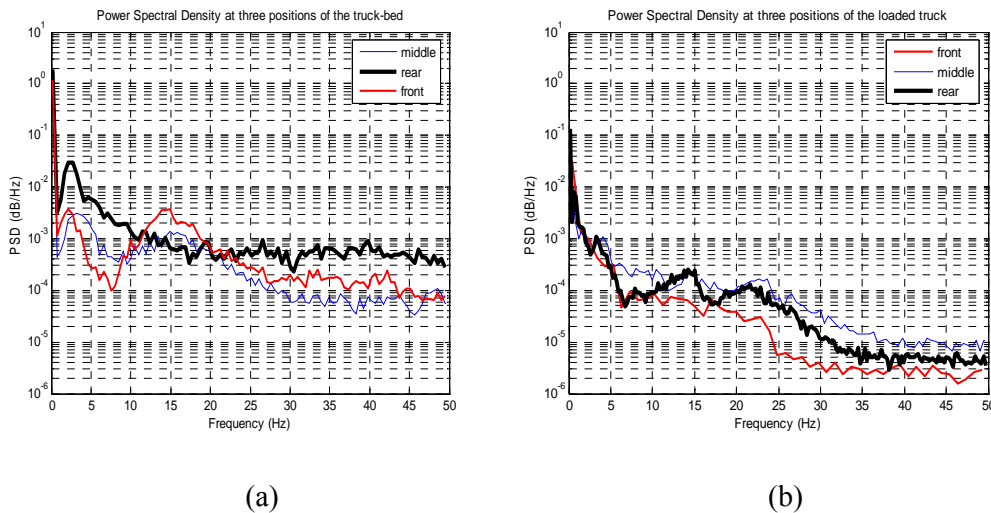 Power Spectral Density at three positions of the truck-bed
10^1
10^0
10^-1
10^-2
10^-3
10^-4
10^-5
10^-6
PSD (dB/Hz)
middle
rear
front
0 5 10 15 20 25 30 35 40 45 50
Frequency (Hz)
(a)
Power Spectral Density at three positions of the loaded truck
10^1
10^0
10^-1
10^-2
10^-3
10^-4
10^-5
10^-6
PSD (dB/Hz)
front
middle
rear
0 5 10 15 20 25 30 35 40 45 50
Frequency (Hz)
(b)